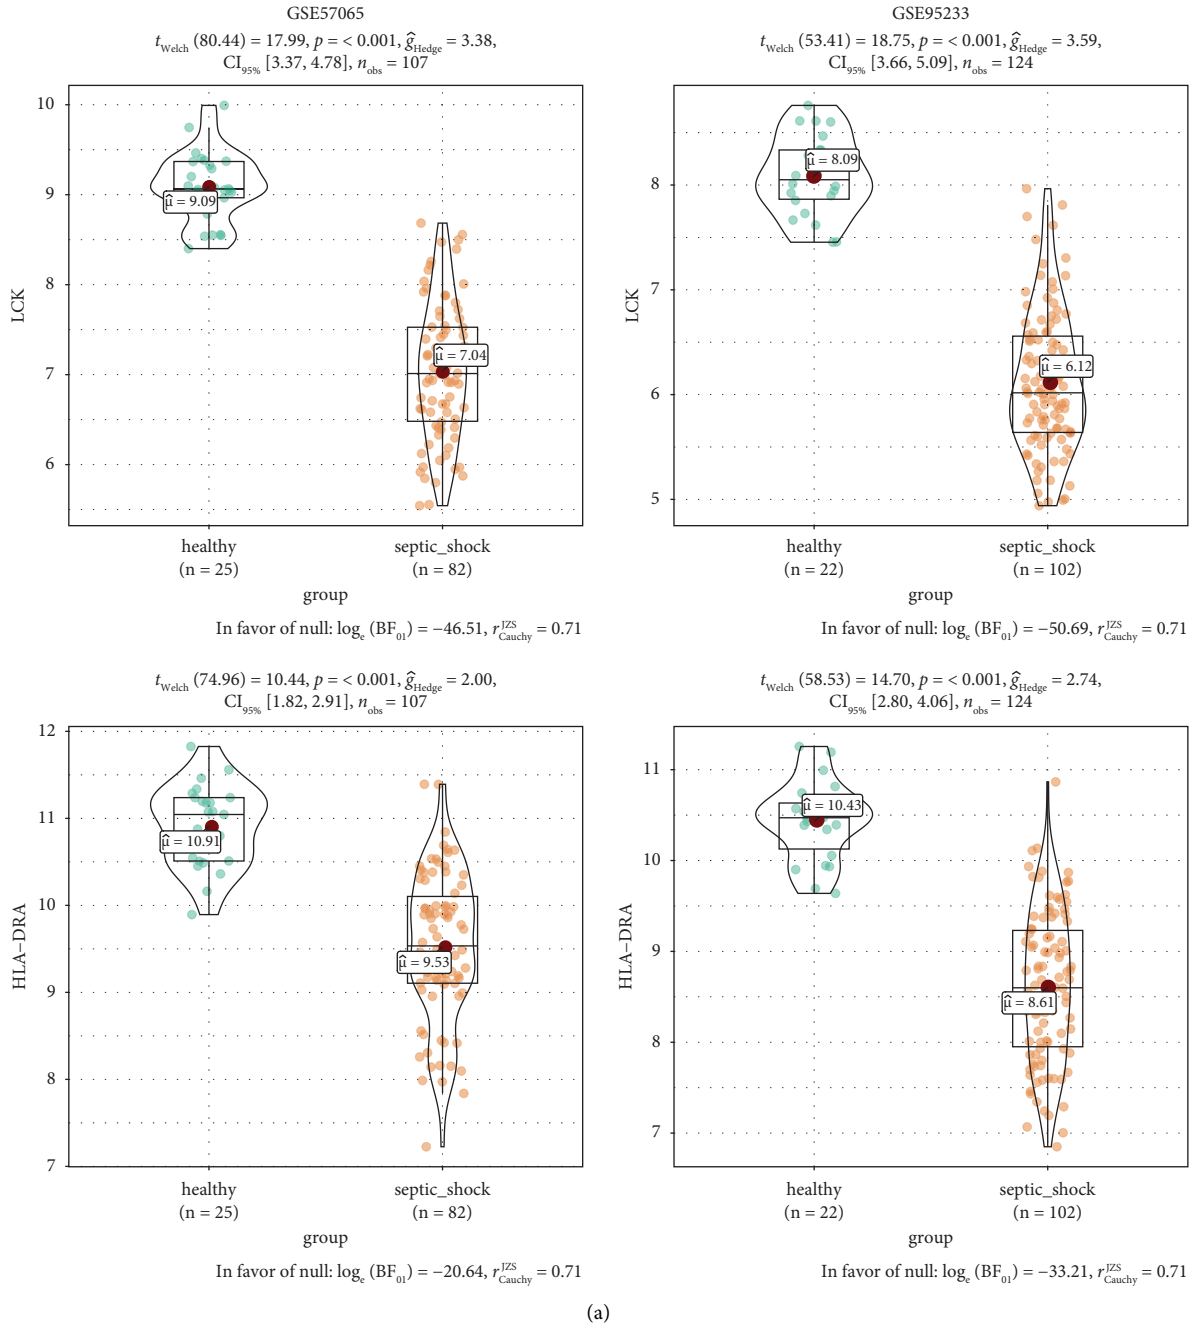 GSE57065
t_Welch (80.44) = 17.99, p = < 0.001, ĝ_Hedge = 3.38,
CI_95% [3.37, 4.78], n_obs = 107
LCK
10
9
8
7
6
μ̂ = 9.09
μ̂ = 7.04
healthy
(n = 25)
septic_shock
(n = 82)
group
In favor of null: log_e (BF_01) = −46.51, r^JZS_Cauchy = 0.71
GSE95233
t_Welch (53.41) = 18.75, p = < 0.001, ĝ_Hedge = 3.59,
CI_95% [3.66, 5.09], n_obs = 124
LCK
8
7
6
5
μ̂ = 8.09
μ̂ = 6.12
healthy
(n = 22)
septic_shock
(n = 102)
group
In favor of null: log_e (BF_01) = −50.69, r^JZS_Cauchy = 0.71
t_Welch (74.96) = 10.44, p = < 0.001, ĝ_Hedge = 2.00,
CI_95% [1.82, 2.91], n_obs = 107
HLA−DRA
12
11
10
9
8
7
μ̂ = 10.91
μ̂ = 9.53
healthy
(n = 25)
septic_shock
(n = 82)
group
In favor of null: log_e (BF_01) = −20.64, r^JZS_Cauchy = 0.71
t_Welch (58.53) = 14.70, p = < 0.001, ĝ_Hedge = 2.74,
CI_95% [2.80, 4.06], n_obs = 124
HLA−DRA
11
10
9
8
7
μ̂ = 10.43
μ̂ = 8.61
healthy
(n = 22)
septic_shock
(n = 102)
group
In favor of null: log_e (BF_01) = −33.21, r^JZS_Cauchy = 0.71
(a)